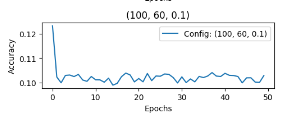 Epochs
(100, 60, 0.1)
Config: (100, 60, 0.1)
0.12
0.11
0.10
Accuracy
0 10 20 30 40 50
Epochs